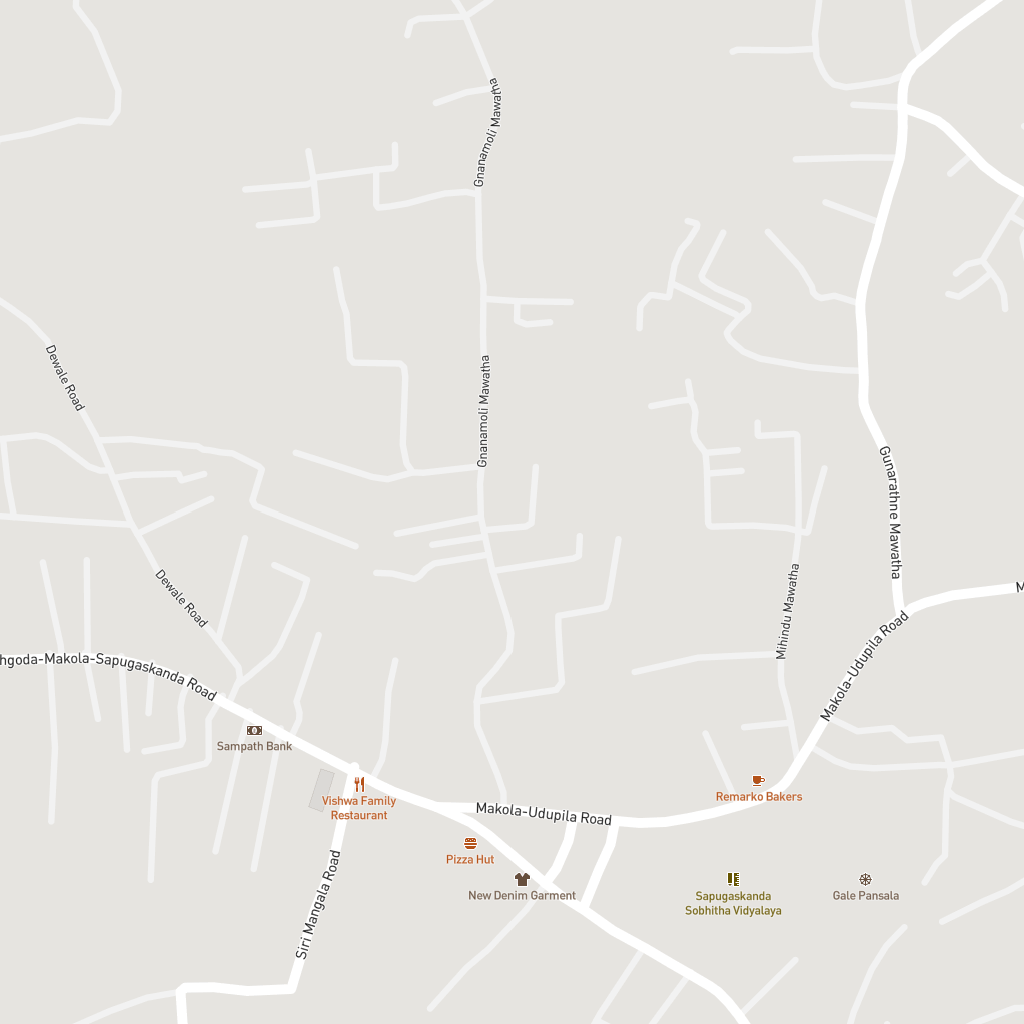 Gnanamoli Mawatha
Dewale Road
Gnanamoli Mawatha
Gunarathne Mawatha
Dewale Road
Mihindu Mawatha
Makola-Udupila Road
hgoda-Makola-Sapugaskanda Road
Sampath Bank
Vishwa Family
Restaurant
Remarko Bakers
Makola-Udupila Road
Pizza Hut
New Denim Garment
Sapugaskanda
Sobhitha Vidyalaya
Gale Pansala
Siri Mangala Road